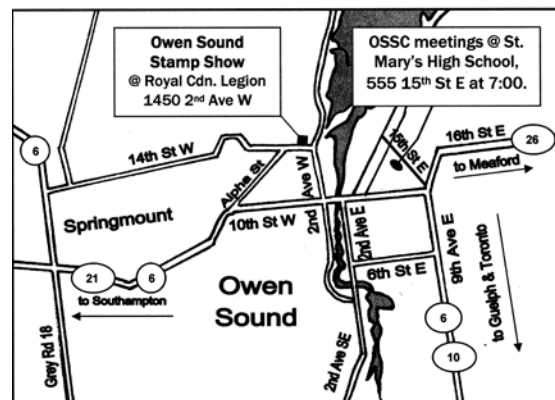 Owen Sound
Stamp Show
@ Royal Cdn. Legion
1450 2nd Ave W
OSSC meetings @ St.
Mary's High School,
555 15th St E at 7:00.
6
14th St W
Alpha St
Ave W
2nd
15th St E
16th St E
26
to Meaford
Springmount
10th St W
2nd Ave E
9th Ave E
to Guelph & Toronto
6th St E
21
6
to Southampton
Owen
Sound
Grey Rd 18
2nd Ave SE
6
10